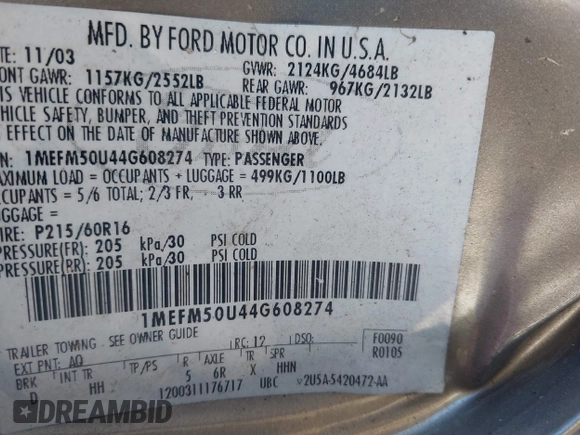 MFD. BY FORD MOTOR CO. IN U.S.A.
TE: 11/03
GVWR: 2124KG/4684LB
ONT GAWR: 1157KG/2552LB
REAR GAWR: 967KG/2132LB
IS VEHICLE CONFORMS TO ALL APPLICABLE FEDERAL MOTOR
EHICLE SAFETY, BUMPER, AND THEFT PREVENTION STANDARDS
EFFECT ON THE DATE OF MANUFACTURE SHOWN ABOVE.
N: 1MEFM50U44G608274 TYPE: PASSENGER
AXIMUM LOAD = OCCUPANTS + LUGGAGE = 499KG/1100LB
CUPANTS = 5/6 TOTAL; 2/3 FR, - 3 RR
UGGAGE =
IRE: P215/60R16
PRESSURE(FR): 205 kPa/30 PSI COLD
PRESSURE(RR): 205 kPa/30 PSI COLD
1MEFM50U44G608274
TRAILER TOWING - SEE OWNER GUIDE
EXT PNT: AQ RC: 12 DSO: F0090
BRK INT TR TP/PS R AXLE TR SPR R0105
D HH 5 6R X HHN
1200311176717 UBC v2U5A-5420472-AA
DREAMBID